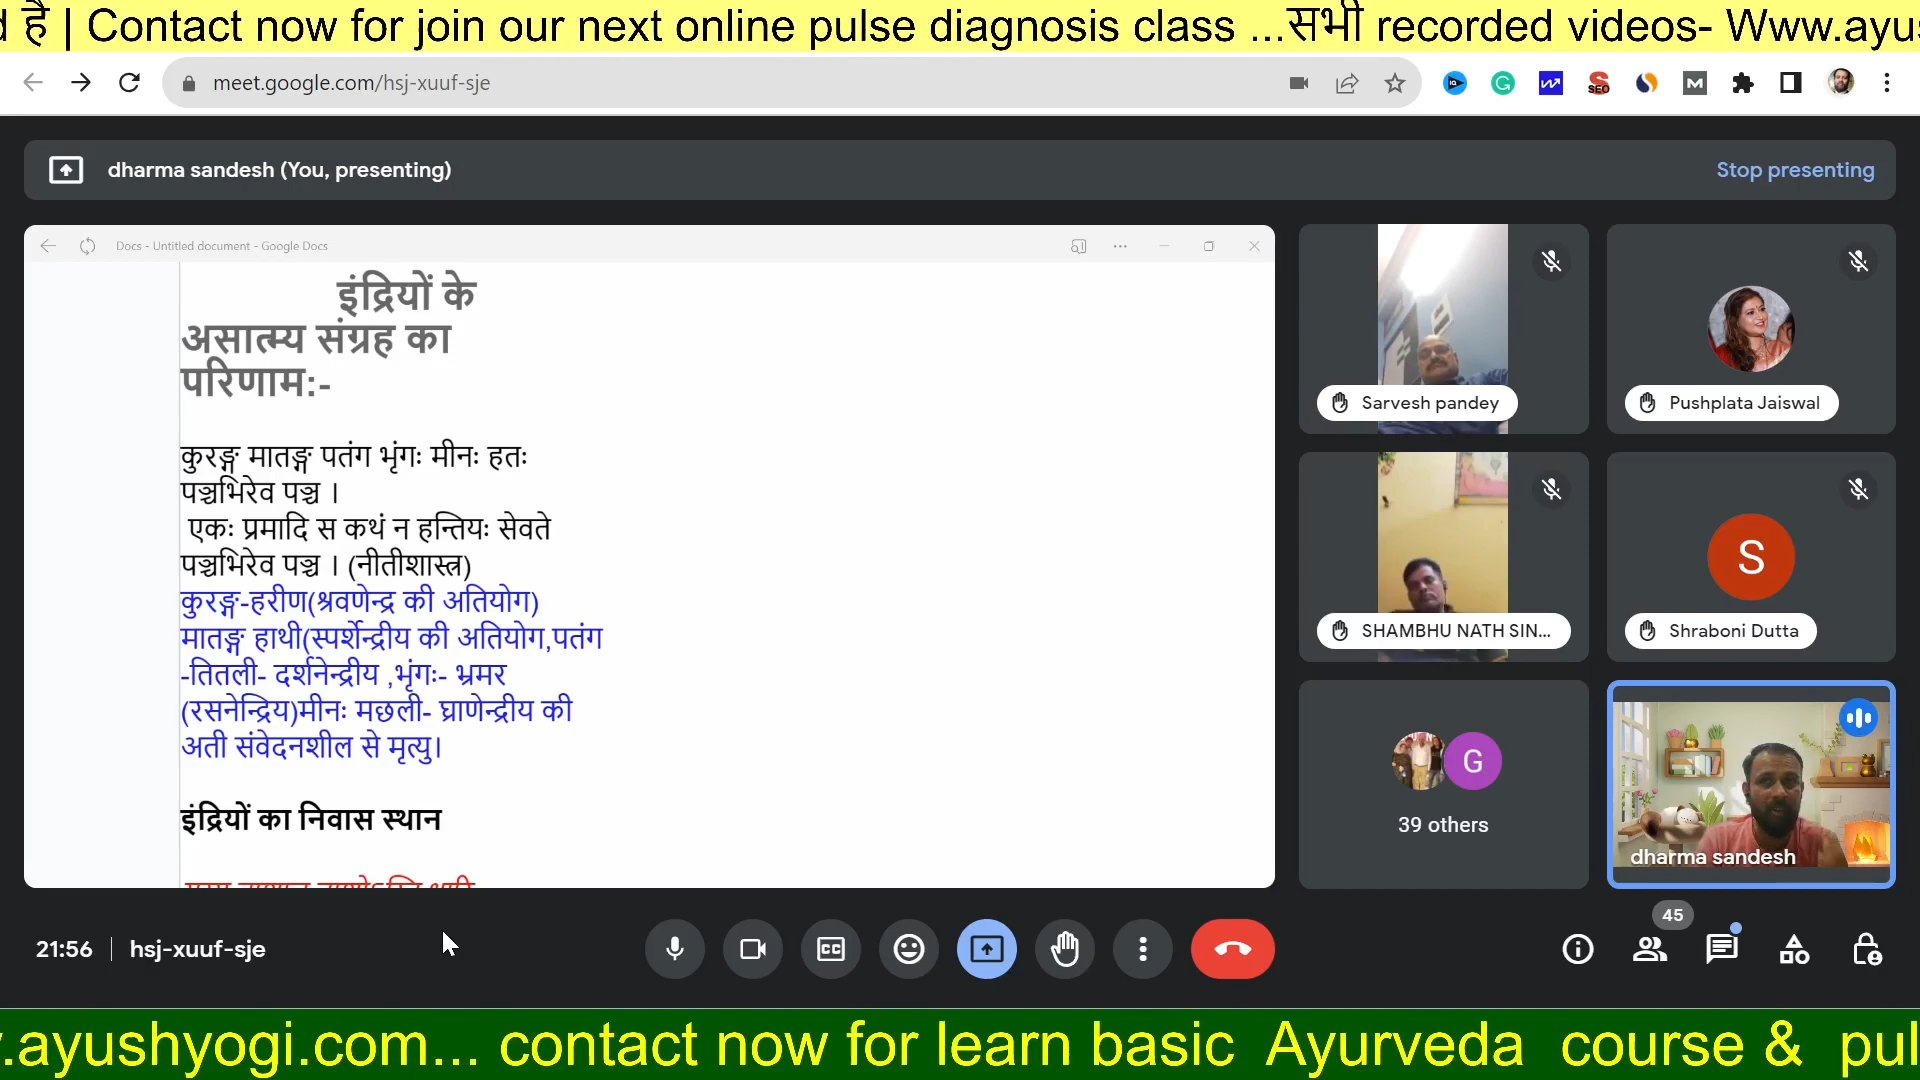 है | Contact now for join our next online pulse diagnosis class ...सभी recorded videos- Www.ayus
meet.google.com/hsj-xuuf-sje
SEO
M
dharma sandesh (You, presenting)
Stop presenting
Docs - Untitled document - Google Docs
इंद्रियों के
असात्म्य संग्रह का
परिणाम:-
कुरङ्ग मातङ्ग पतंग भृंगः मीनः हतः
पञ्चभिरेव पञ्च ।
एकः प्रमादि स कथं न हन्तियः सेवते
पञ्चभिरेव पञ्च । (नीतीशास्त्र)
कुरङ्ग-हरीण(श्रवणेन्द्र की अतियोग)
मातङ्ग हाथी(स्पर्शेन्द्रीय की अतियोग,पतंग
-तितली- दर्शनेन्द्रीय ,भृंगः- भ्रमर
(रसनेन्द्रिय)मीनः मछली- घ्राणेन्द्रीय की
अती संवेदनशील से मृत्यु।
इंद्रियों का निवास स्थान
Sarvesh pandey
Pushplata Jaiswal
SHAMBHU NATH SIN...
S
Shraboni Dutta
G
39 others
dharma sandesh
21:56 | hsj-xuuf-sje
CC
45
.ayushyogi.com... contact now for learn basic Ayurveda course & pul